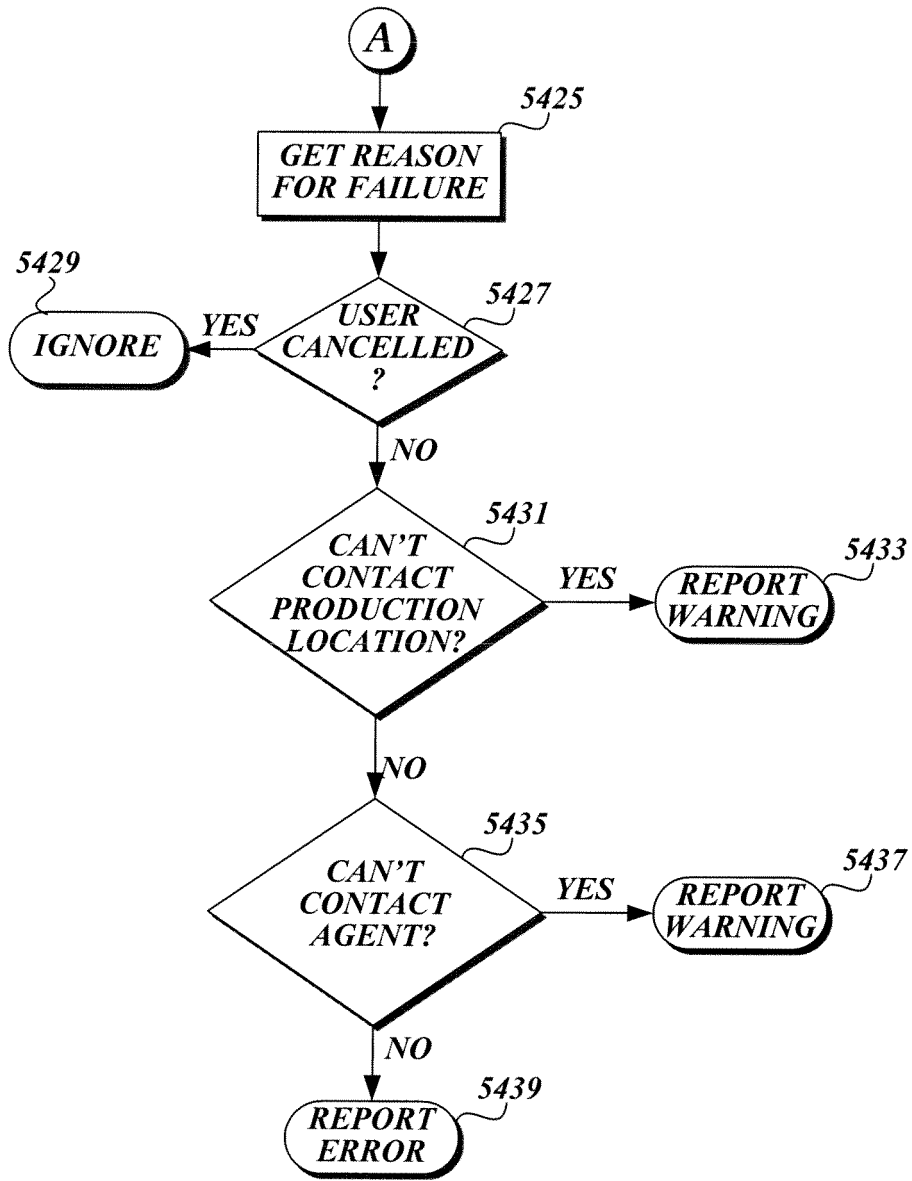 A
5425
GET REASON
FOR FAILURE
5429
5427
IGNORE
YES
USER
CANCELLED
?
NO
5431
CAN'T
CONTACT
PRODUCTION
LOCATION?
YES
5433
REPORT
WARNING
NO
5435
CAN'T
CONTACT
AGENT?
YES
5437
REPORT
WARNING
NO
5439
REPORT
ERROR